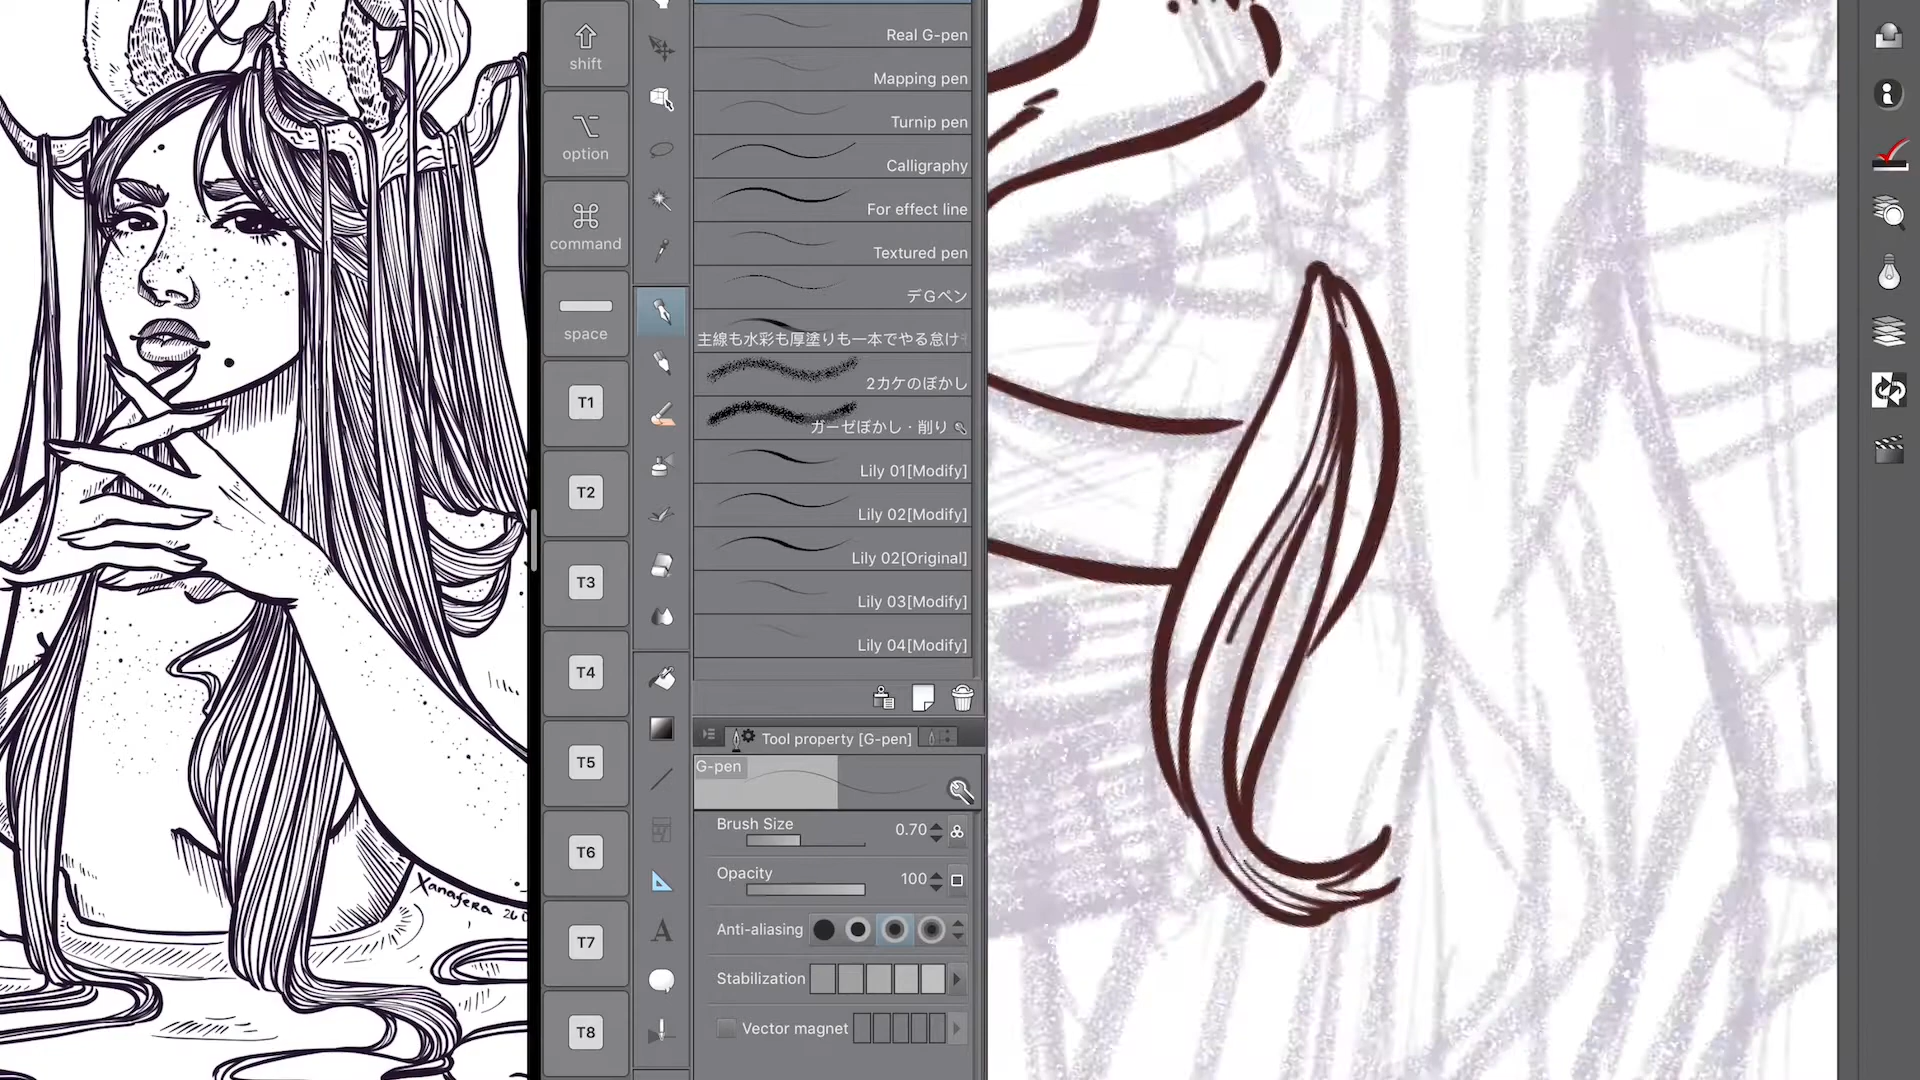 shift
option
command
space
T1
T2
T3
T4
T5
T6
T7
T8
Real G-pen
Mapping pen
Turnip pen
Calligraphy
For effect line
Textured pen
デGペン
主線も水彩も厚塗りも一本でやる怠け
2カケのぼかし
ガーゼぼかし・削り
Lily 01[Modify]
Lily 02[Modify]
Lily 02[Original]
Lily 03[Modify]
Lily 04[Modify]
Tool property [G-pen]
G-pen
Brush Size 0.70
Opacity 100
Anti-aliasing
Stabilization
Vector magnet
A
Xanafera